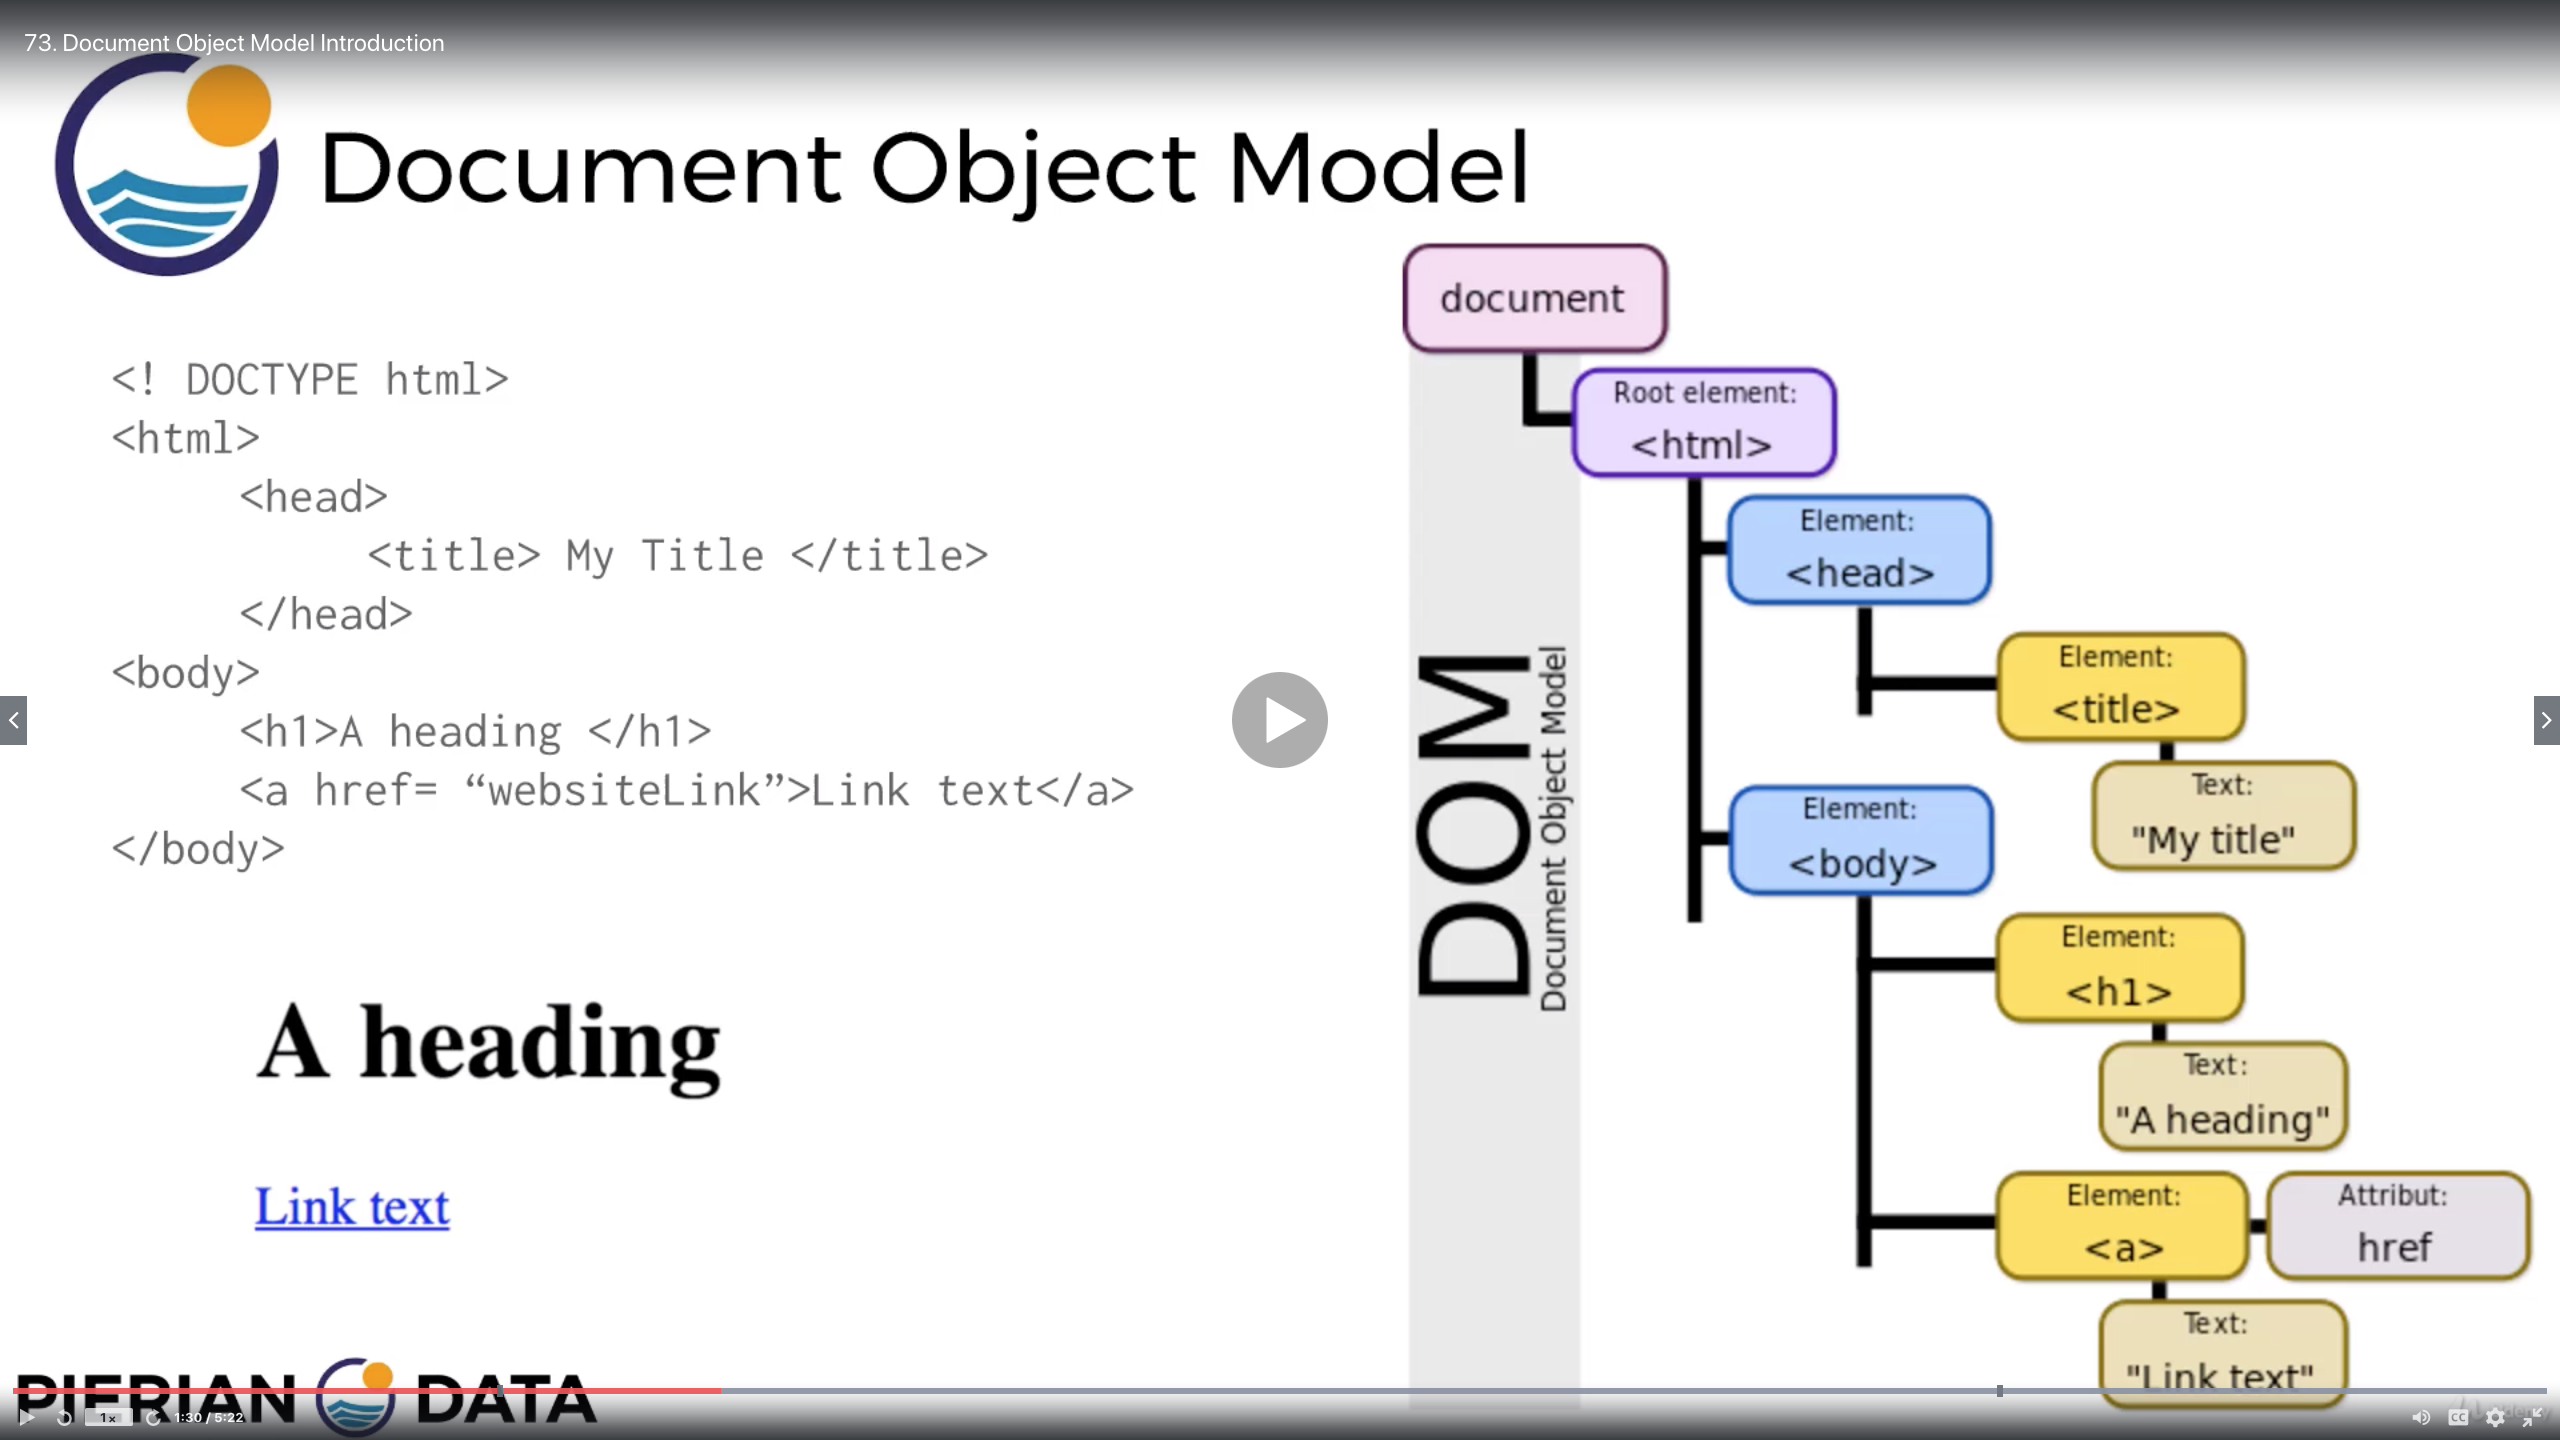 73. Document Object Model Introduction
Document Object Model
<! DOCTYPE html>
<html>
<head>
<title> My Title </title>
</head>
<body>
<h1>A heading </h1>
<a href= “websiteLink”>Link text</a>
</body>
A heading
Link text
DOM
Document Object Model
document
Root element:
<html>
Element:
<head>
Element:
<title>
Text:
"My title"
Element:
<body>
Element:
<h1>
Text:
"A heading"
Element:
<a>
Attribut:
href
Text:
"Link text"
PIERIAN DATA
1x
1:30 / 5:22
CC